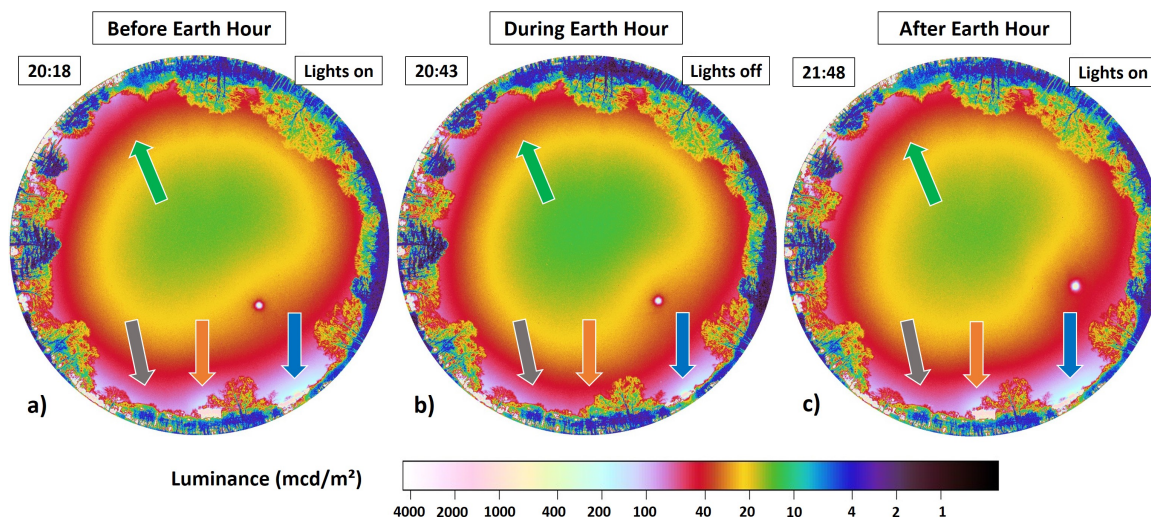 Before Earth Hour
During Earth Hour
After Earth Hour
20:18
Lights on
20:43
Lights off
21:48
Lights on
a)
b)
c)
Luminance (mcd/m²)
4000 2000 1000 400 200 100 40 20 10 4 2 1